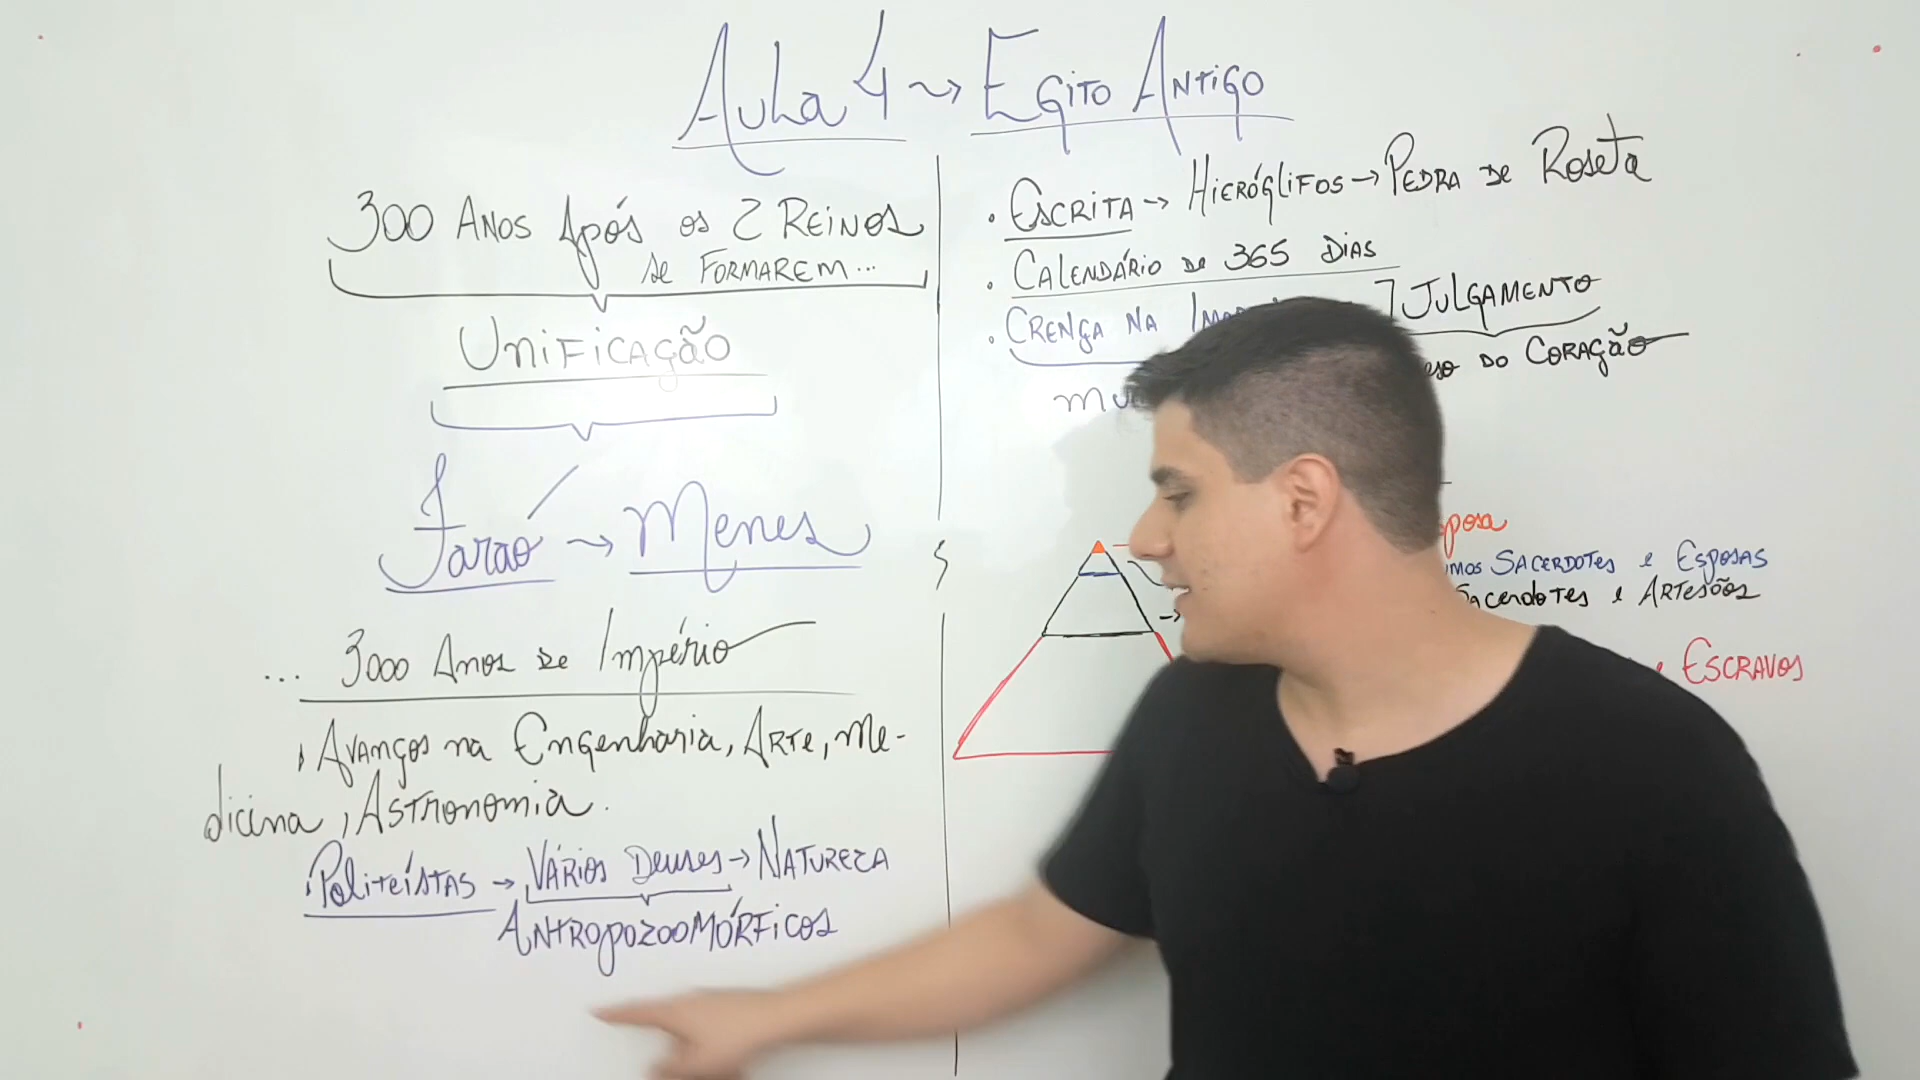 Aula 4 ~> Egito Antigo
300 Anos Após os 2 Reinos
se formarem...
Unificação
Faraó → Menes
... 3000 Anos de Império
Avanços na Engenharia, Arte, Me-
dicina, Astronomia.
Politeístas → Vários Deuses → Natureza
Antropozoomórficos
. Escrita → Hieróglifos → Pedra de Roseta
. Calendário de 365 dias
. Crença na Julgamento
do Coração
Sacerdotes e Esposas
Sacerdotes e Artesãos
Escravos